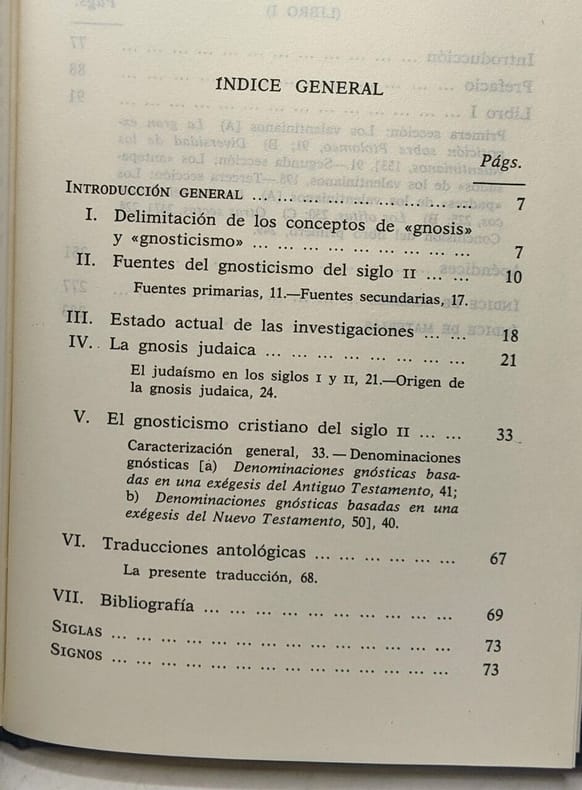 ÍNDICE GENERAL
Págs.
INTRODUCCIÓN GENERAL ... ... ... ... ... ... ... ... 7
I. Delimitación de los conceptos de «gnosis»
y «gnosticismo» ... ... ... ... ... ... ... ... 7
II. Fuentes del gnosticismo del siglo II ... ... 10
Fuentes primarias, 11.—Fuentes secundarias, 17.
III. Estado actual de las investigaciones ... ... 18
IV. La gnosis judaica ... ... ... ... ... ... ... 21
El judaísmo en los siglos I y II, 21.—Origen de
la gnosis judaica, 24.
V. El gnosticismo cristiano del siglo II ... ... 33
Caracterización general, 33.—Denominaciones
gnósticas [a) Denominaciones gnósticas basa-
das en una exégesis del Antiguo Testamento, 41;
b) Denominaciones gnósticas basadas en una
exégesis del Nuevo Testamento, 50], 40.
VI. Traducciones antológicas ... ... ... ... ... ... 67
La presente traducción, 68.
VII. Bibliografía ... ... ... ... ... ... ... ... ... ... 69
SIGLAS ... ... ... ... ... ... ... ... ... ... ... ... ... ... 73
SIGNOS ... ... ... ... ... ... ... ... ... ... ... ... ... ... 73